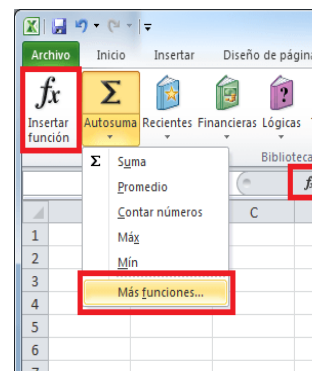 Archivo Inicio Insertar Diseño de págin
fx Σ
Insertar función Autosuma Recientes Financieras Lógicas
Bibliotec
Σ Suma
Promedio
Contar números
Máx
Mín
Más funciones...
C
1
2
3
4
5
6